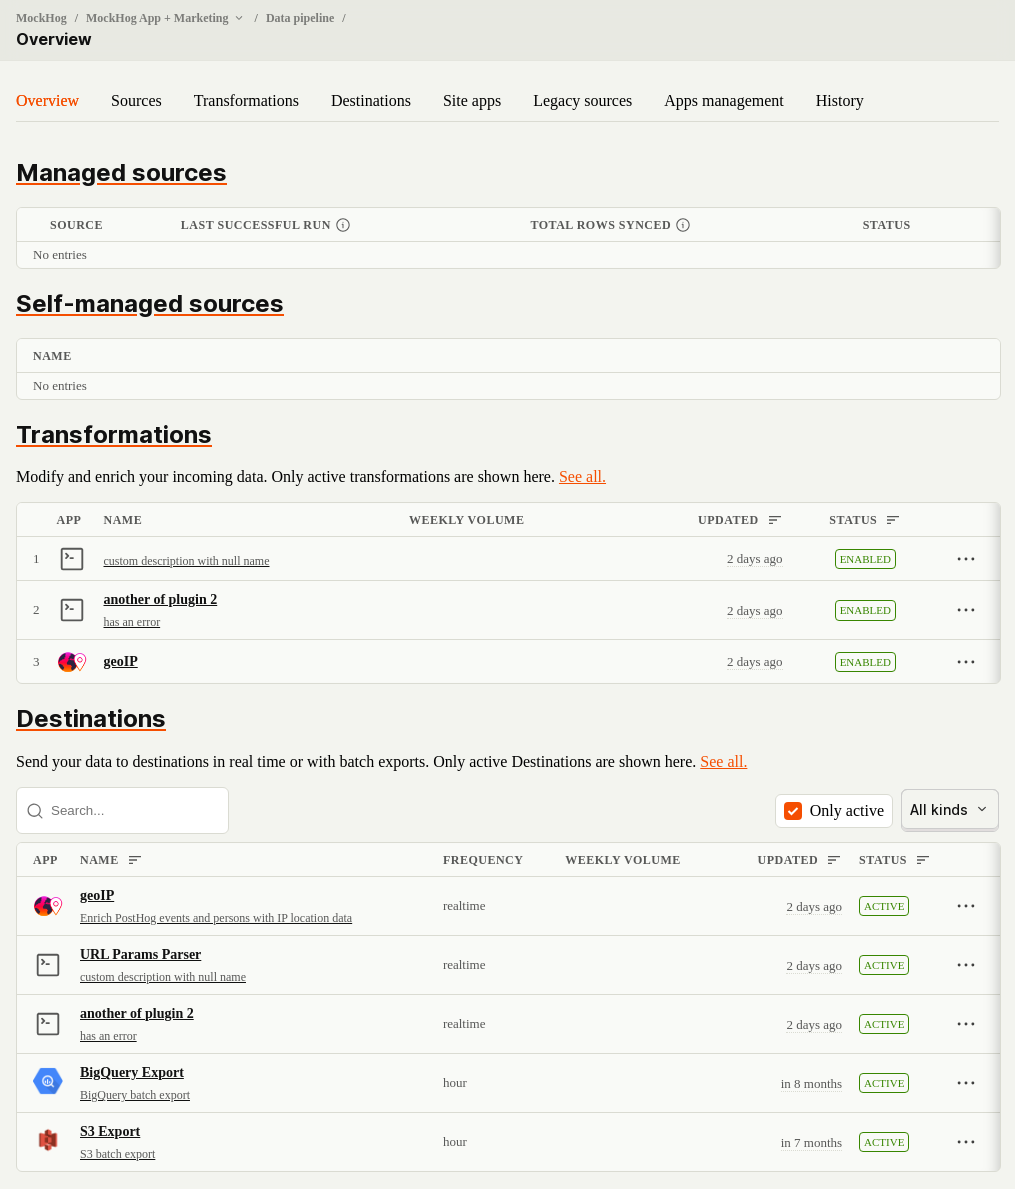 MockHog / MockHog App + Marketing / Data pipeline /
Overview
Overview Sources Transformations Destinations Site apps Legacy sources Apps management History
Managed sources
SOURCE LAST SUCCESSFUL RUN TOTAL ROWS SYNCED STATUS
No entries
Self-managed sources
NAME
No entries
Transformations
Modify and enrich your incoming data. Only active transformations are shown here. See all.
APP NAME WEEKLY VOLUME UPDATED STATUS
1 custom description with null name 2 days ago ENABLED
2 another of plugin 2 2 days ago ENABLED
has an error
3 geoIP 2 days ago ENABLED
Destinations
Send your data to destinations in real time or with batch exports. Only active Destinations are shown here. See all.
Search... Only active All kinds
APP NAME FREQUENCY WEEKLY VOLUME UPDATED STATUS
geoIP realtime 2 days ago ACTIVE
Enrich PostHog events and persons with IP location data
URL Params Parser realtime 2 days ago ACTIVE
custom description with null name
another of plugin 2 realtime 2 days ago ACTIVE
has an error
BigQuery Export hour in 8 months ACTIVE
BigQuery batch export
S3 Export hour in 7 months ACTIVE
S3 batch export